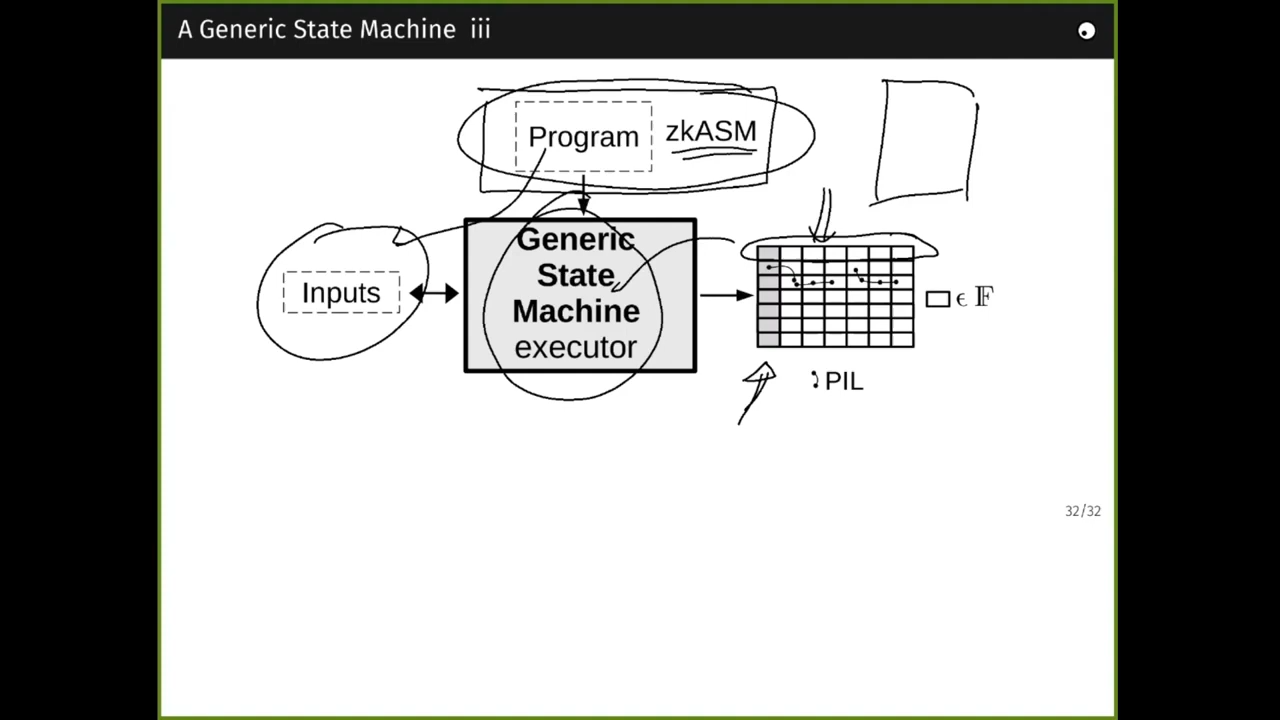 A Generic State Machine iii
Program zkASM
Generic
State
Machine
executor
Inputs
ϵ 𝔽
PIL
32/32